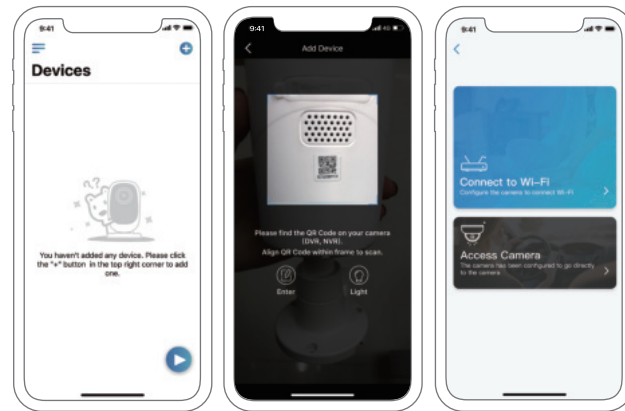 9:41
Devices
You haven't added any device. Please click
the "+" button in the top right corner to add
one.
9:41
4G
Add Device
Please find the QR Code on your camera
(DVR, NVR).
Align QR Code within frame to scan.
Enter
Light
9:41
Connect to Wi-Fi
Configure the camera to connect Wi-Fi
Access Camera
The camera has been configured to go directly
to the camera